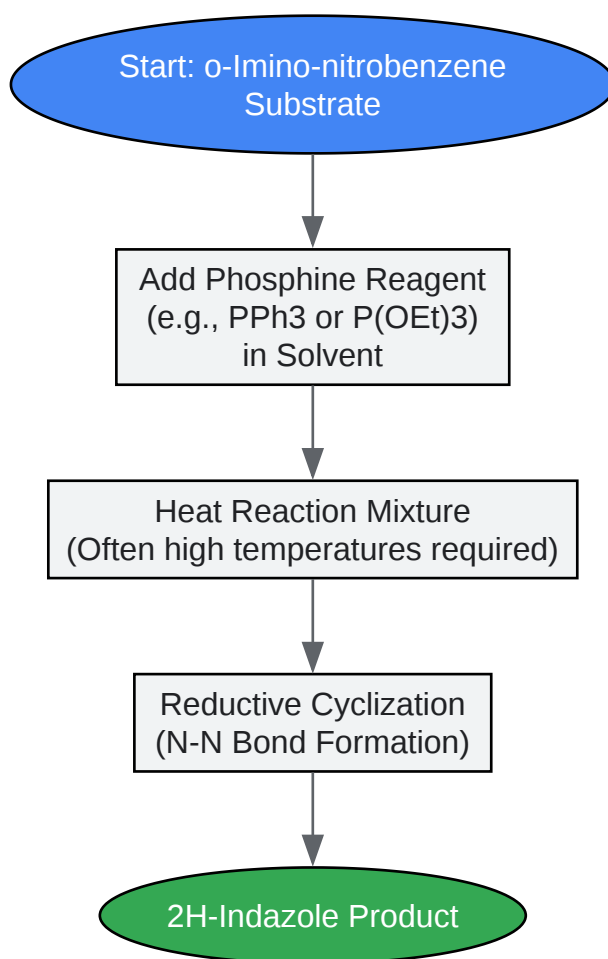 Start: o-Imino-nitrobenzene
Substrate
Add Phosphine Reagent
(e.g., PPh3 or P(OEt)3)
in Solvent
Heat Reaction Mixture
(Often high temperatures required)
Reductive Cyclization
(N-N Bond Formation)
2H-Indazole Product